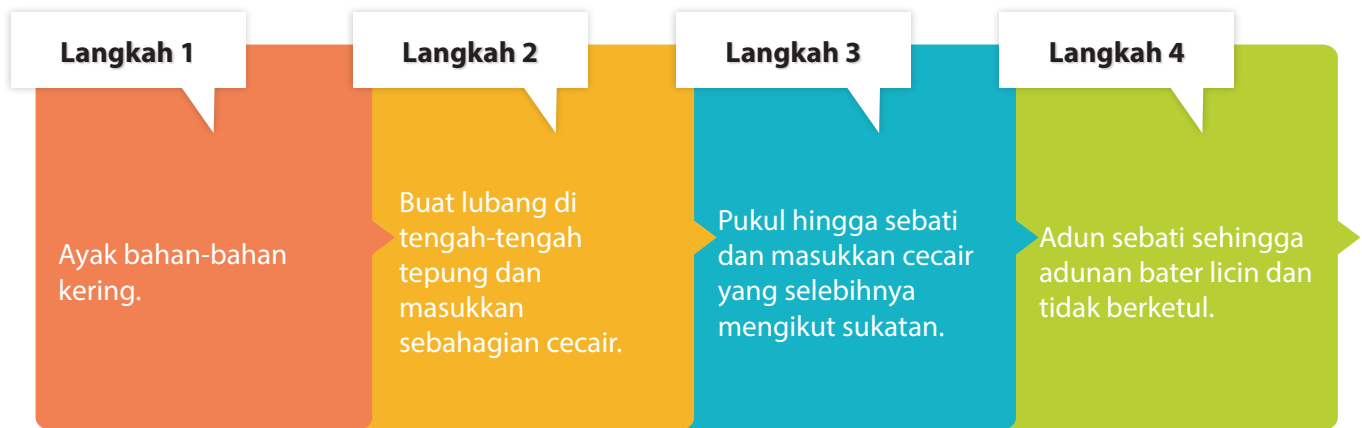 Langkah 1
Ayak bahan-bahan
kering.
Langkah 2
Buat lubang di
tengah-tengah
tepung dan
masukkan
sebahagian cecair.
Langkah 3
Pukul hingga sebati
dan masukkan cecair
yang selebihnya
mengikut sukatan.
Langkah 4
Adun sebati sehingga
adunan bater licin dan
tidak berketul.